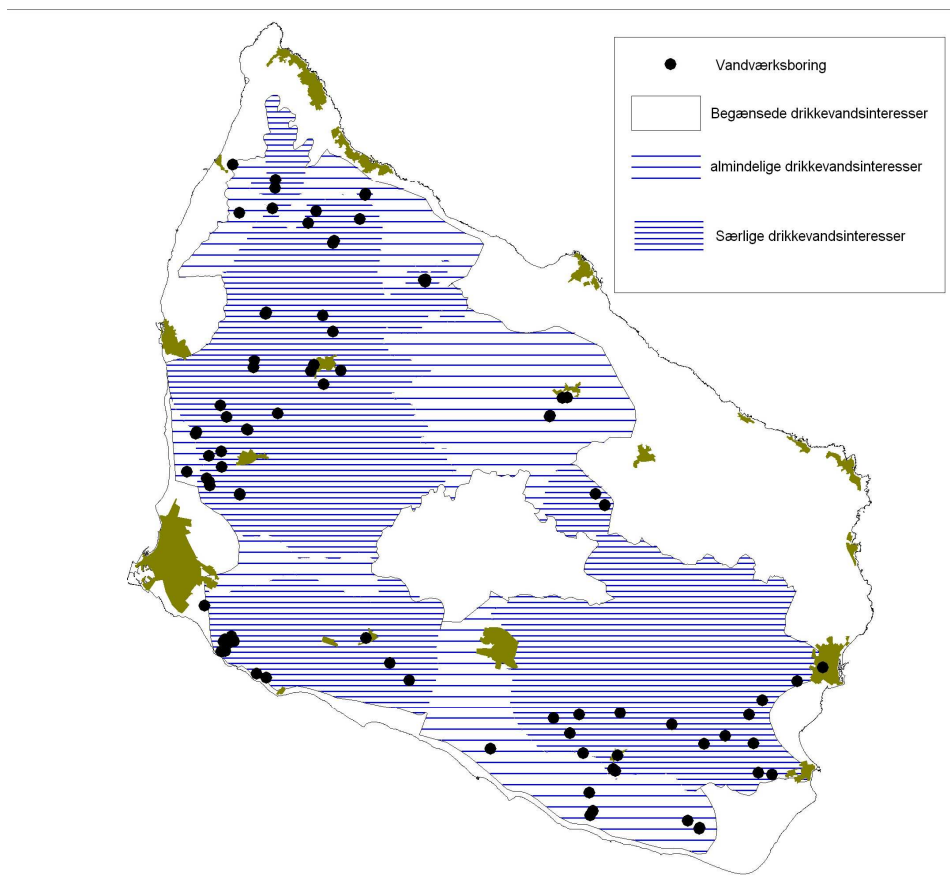 Vandværksboring
Begænsede drikkevandsinteresser
almindelige drikkevandsinteresser
Særlige drikkevandsinteresser